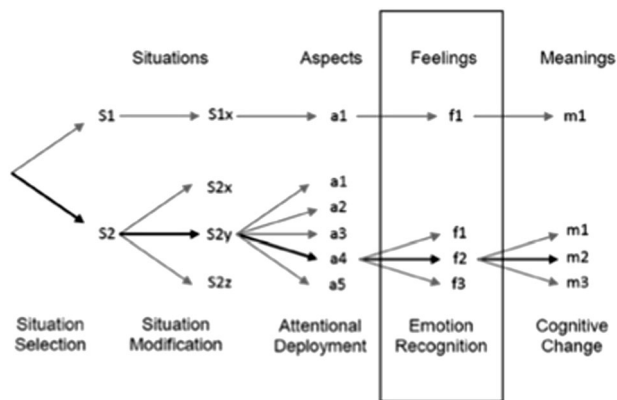 Situations Aspects Feelings Meanings
S1 S1x a1 f1 m1
S2x a1
a2
S2 S2y a3 f1 m1
a4 f2 m2
S2z a5 f3 m3
Situation Situation Attentional Emotion Cognitive
Selection Modification Deployment Recognition Change